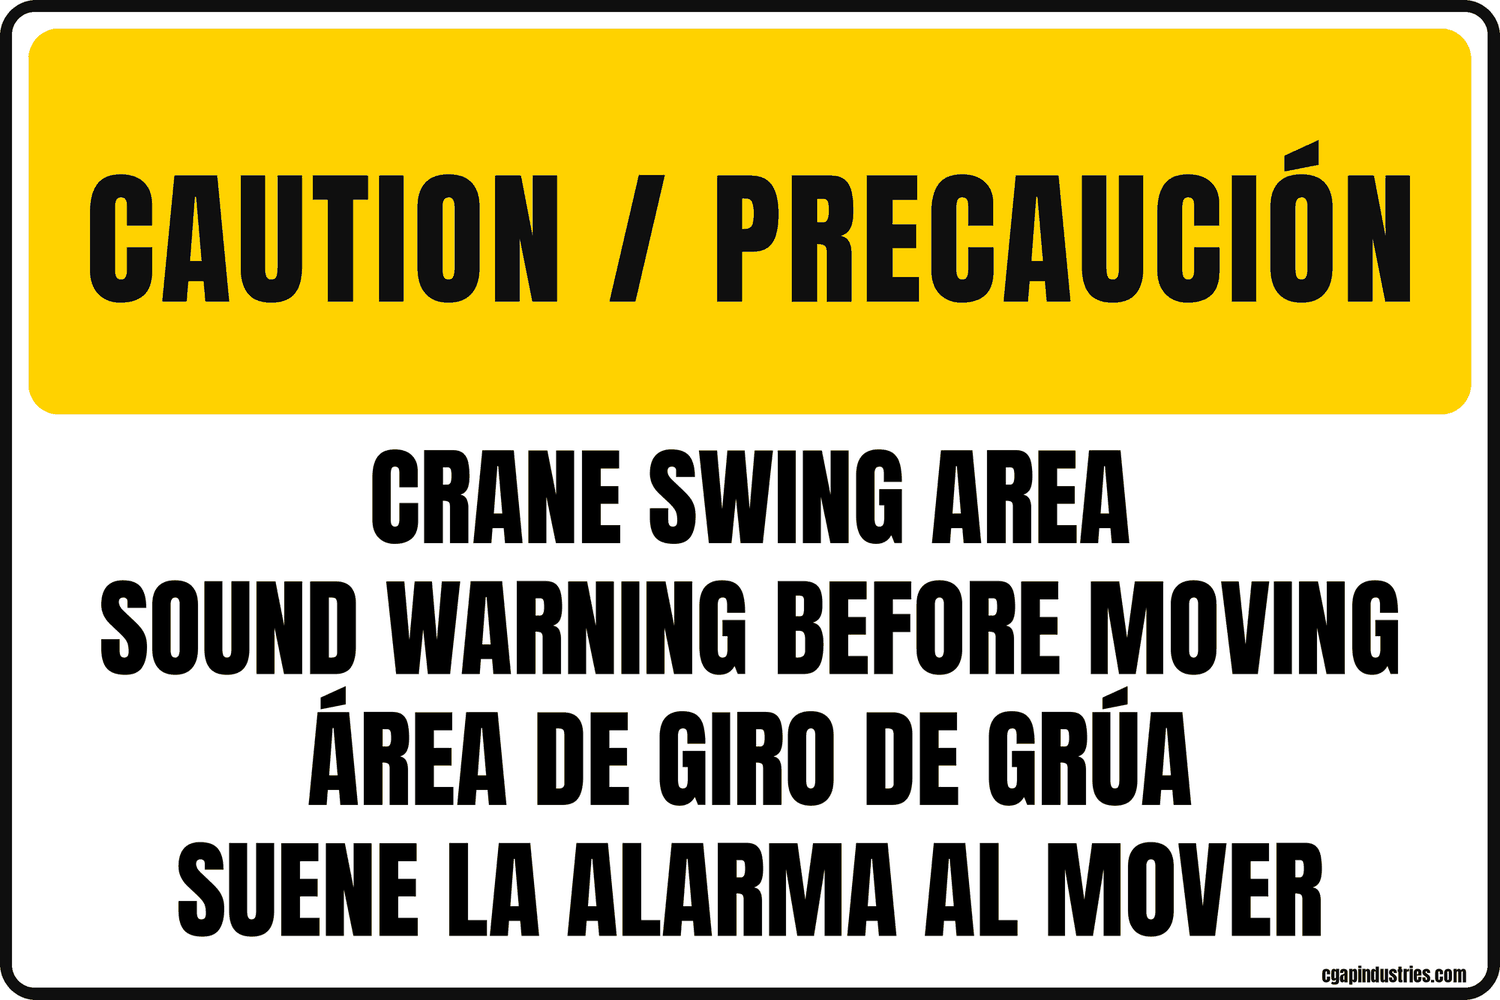 CAUTION / PRECAUCIÓN
CRANE SWING AREA
SOUND WARNING BEFORE MOVING
ÁREA DE GIRO DE GRÚA
SUENE LA ALARMA AL MOVER
cgapindustries.com